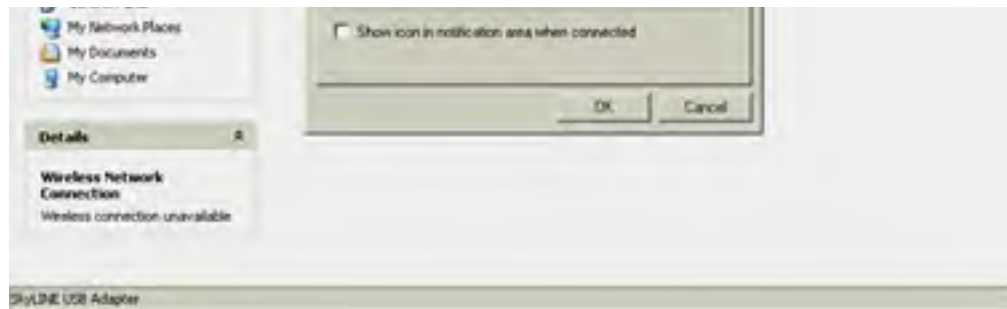 My Network Places
My Documents
My Computer
Details
Wireless Network
Connection
Wireless connection unavailable
Show icon in notification area when connected
OK Cancel
SkyLINE USB Adapter